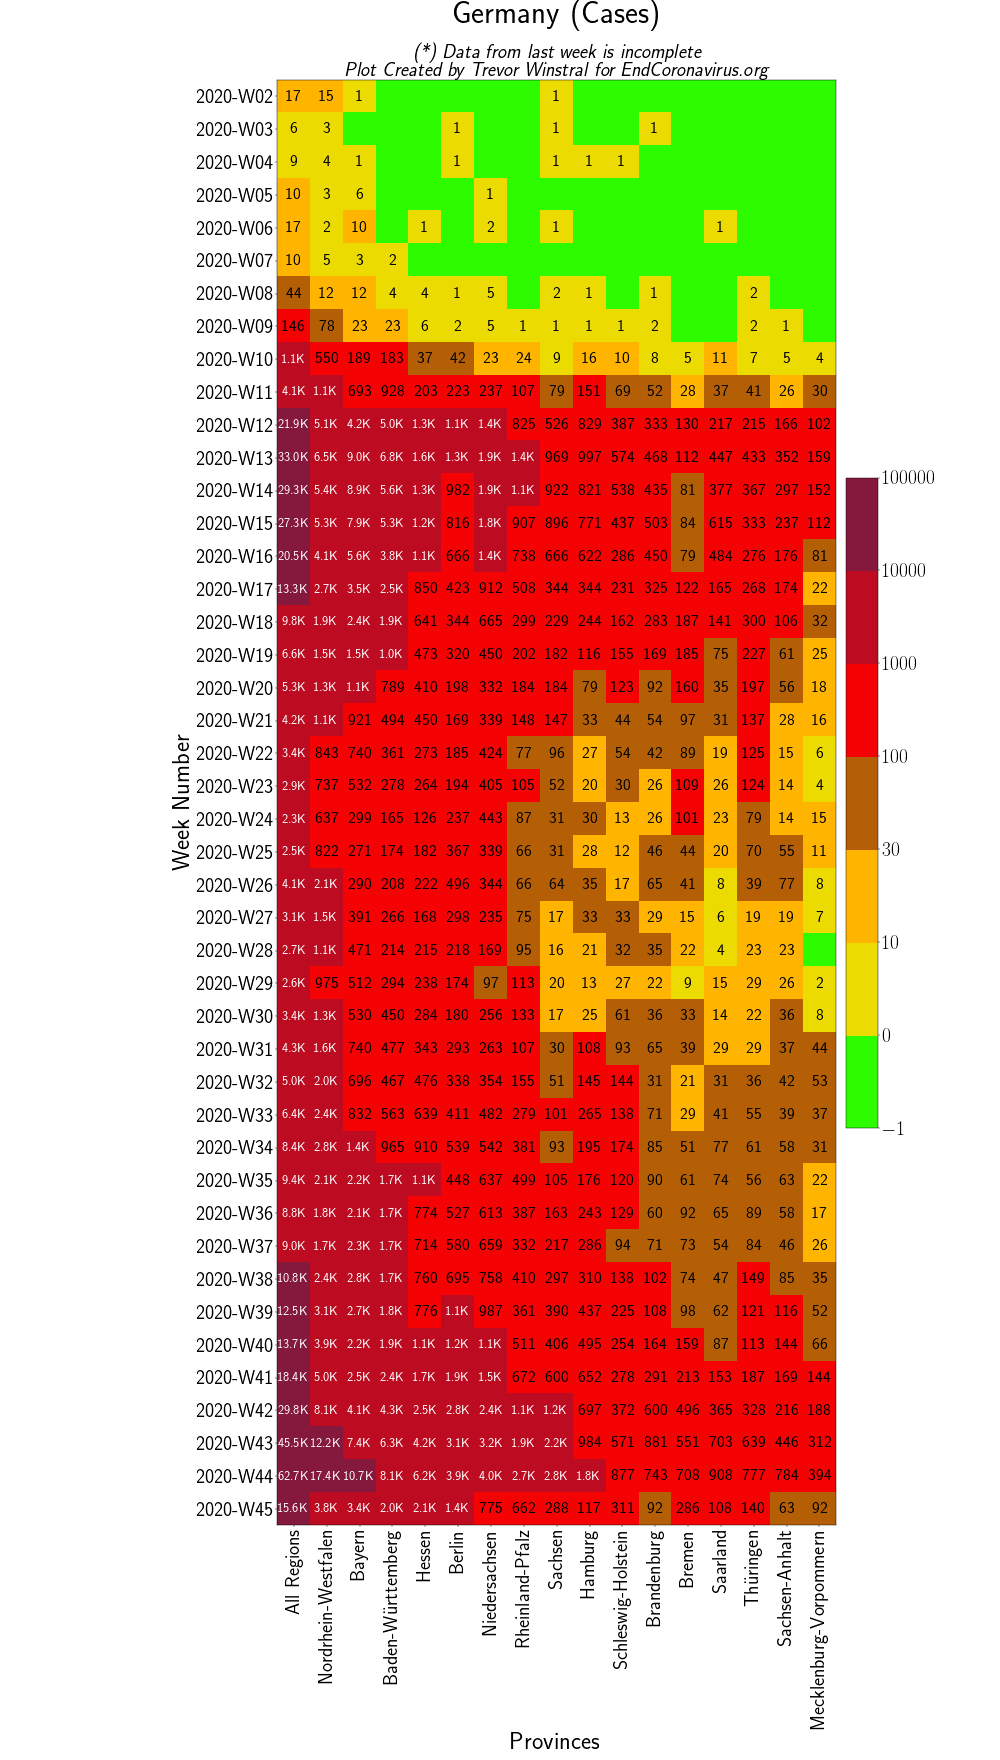 Germany (Cases)
(*) Data from last week is incomplete
Plot Created by Trevor Winstral for EndCoronavirus.org
2020-W02 17 15 1 1
2020-W03 6 3 1 1 1
2020-W04 9 4 1 1 1 1 1
2020-W05 10 3 6 1
2020-W06 17 2 10 1 2 1 1
2020-W07 10 5 3 2
2020-W08 44 12 12 4 4 1 5 2 1 1 2
2020-W09 146 78 23 23 6 2 5 1 1 1 1 2 2 1
2020-W10 1.1K 550 189 183 37 42 23 24 9 16 10 8 5 11 7 5 4
2020-W11 4.1K 1.1K 693 928 203 223 237 107 79 151 69 52 28 37 41 26 30
2020-W12 21.9K 5.1K 4.2K 5.0K 1.3K 1.1K 1.4K 825 526 829 387 333 130 217 215 166 102
2020-W13 33.0K 6.5K 9.0K 6.8K 1.6K 1.3K 1.9K 1.4K 969 997 574 468 112 447 433 352 159
2020-W14 29.3K 5.4K 8.9K 5.6K 1.3K 982 1.9K 1.1K 922 821 538 435 81 377 367 297 152
2020-W15 27.3K 5.3K 7.9K 5.3K 1.2K 816 1.8K 907 896 771 437 503 84 615 333 237 112
2020-W16 20.5K 4.1K 5.6K 3.8K 1.1K 666 1.4K 738 666 622 286 450 79 484 276 176 81
2020-W17 13.3K 2.7K 3.5K 2.5K 850 423 912 508 344 344 231 325 122 165 268 174 22
2020-W18 9.8K 1.9K 2.4K 1.9K 641 344 665 299 229 244 162 283 187 141 300 106 32
2020-W19 6.6K 1.5K 1.5K 1.0K 473 320 450 202 182 116 155 169 185 75 227 61 25
2020-W20 5.3K 1.3K 1.1K 789 410 198 332 184 184 79 123 92 160 35 197 56 18
2020-W21 4.2K 1.1K 921 494 450 169 339 148 147 33 44 54 97 31 137 28 16
2020-W22 3.4K 843 740 361 273 185 424 77 96 27 54 42 89 19 125 15 6
2020-W23 2.9K 737 532 278 264 194 405 105 52 20 30 26 109 26 124 14 4
2020-W24 2.3K 637 299 165 126 237 443 87 31 30 13 26 101 23 79 14 15
2020-W25 2.5K 822 271 174 182 367 339 66 31 28 12 46 44 20 70 55 11
2020-W26 4.1K 2.1K 290 208 222 496 344 66 64 35 17 65 41 8 39 77 8
2020-W27 3.1K 1.5K 391 266 168 298 235 75 17 33 33 29 15 6 19 19 7
2020-W28 2.7K 1.1K 471 214 215 218 169 95 16 21 32 35 22 4 23 23
2020-W29 2.6K 975 512 294 238 174 97 113 20 13 27 22 9 15 29 26 2
2020-W30 3.4K 1.3K 530 450 284 180 256 133 17 25 61 36 33 14 22 36 8
2020-W31 4.3K 1.6K 740 477 343 293 263 107 30 108 93 65 39 29 29 37 44
2020-W32 5.0K 2.0K 696 467 476 338 354 155 51 145 144 31 21 31 36 42 53
2020-W33 6.4K 2.4K 832 563 639 411 482 279 101 265 138 71 29 41 55 39 37
2020-W34 8.4K 2.8K 1.4K 965 910 539 542 381 93 195 174 85 51 77 61 58 31
2020-W35 9.4K 2.1K 2.2K 1.7K 1.1K 448 637 499 105 176 120 90 61 74 56 63 22
2020-W36 8.8K 1.8K 2.1K 1.7K 774 527 613 387 163 243 129 60 92 65 89 58 17
2020-W37 9.0K 1.7K 2.3K 1.7K 714 580 659 332 217 286 94 71 73 54 84 46 26
2020-W38 10.8K 2.4K 2.8K 1.7K 760 695 758 410 297 310 138 102 74 47 149 85 35
2020-W39 12.5K 3.1K 2.7K 1.8K 776 1.1K 987 361 390 437 225 108 98 62 121 116 52
2020-W40 13.7K 3.9K 2.2K 1.9K 1.1K 1.2K 1.1K 511 406 495 254 164 159 87 113 144 66
2020-W41 18.4K 5.0K 2.5K 2.4K 1.7K 1.9K 1.5K 672 600 652 278 291 213 153 187 169 144
2020-W42 29.8K 8.1K 4.1K 4.3K 2.5K 2.8K 2.4K 1.1K 1.2K 697 372 600 496 365 328 216 188
2020-W43 45.5K 12.2K 7.4K 6.3K 4.2K 3.1K 3.2K 1.9K 2.2K 984 571 881 551 703 639 446 312
2020-W44 62.7K 17.4K 10.7K 8.1K 6.2K 3.9K 4.0K 2.7K 2.8K 1.8K 877 743 708 908 777 784 394
2020-W45 15.6K 3.8K 3.4K 2.0K 2.1K 1.4K 775 662 288 117 311 92 286 108 140 63 92
Week Number
All Regions
Nordrhein-Westfalen
Bayern
Baden-Württemberg
Hessen
Berlin
Niedersachsen
Rheinland-Pfalz
Sachsen
Hamburg
Schleswig-Holstein
Brandenburg
Bremen
Saarland
Thüringen
Sachsen-Anhalt
Mecklenburg-Vorpommern
Provinces
100000
10000
1000
100
30
10
0
−1